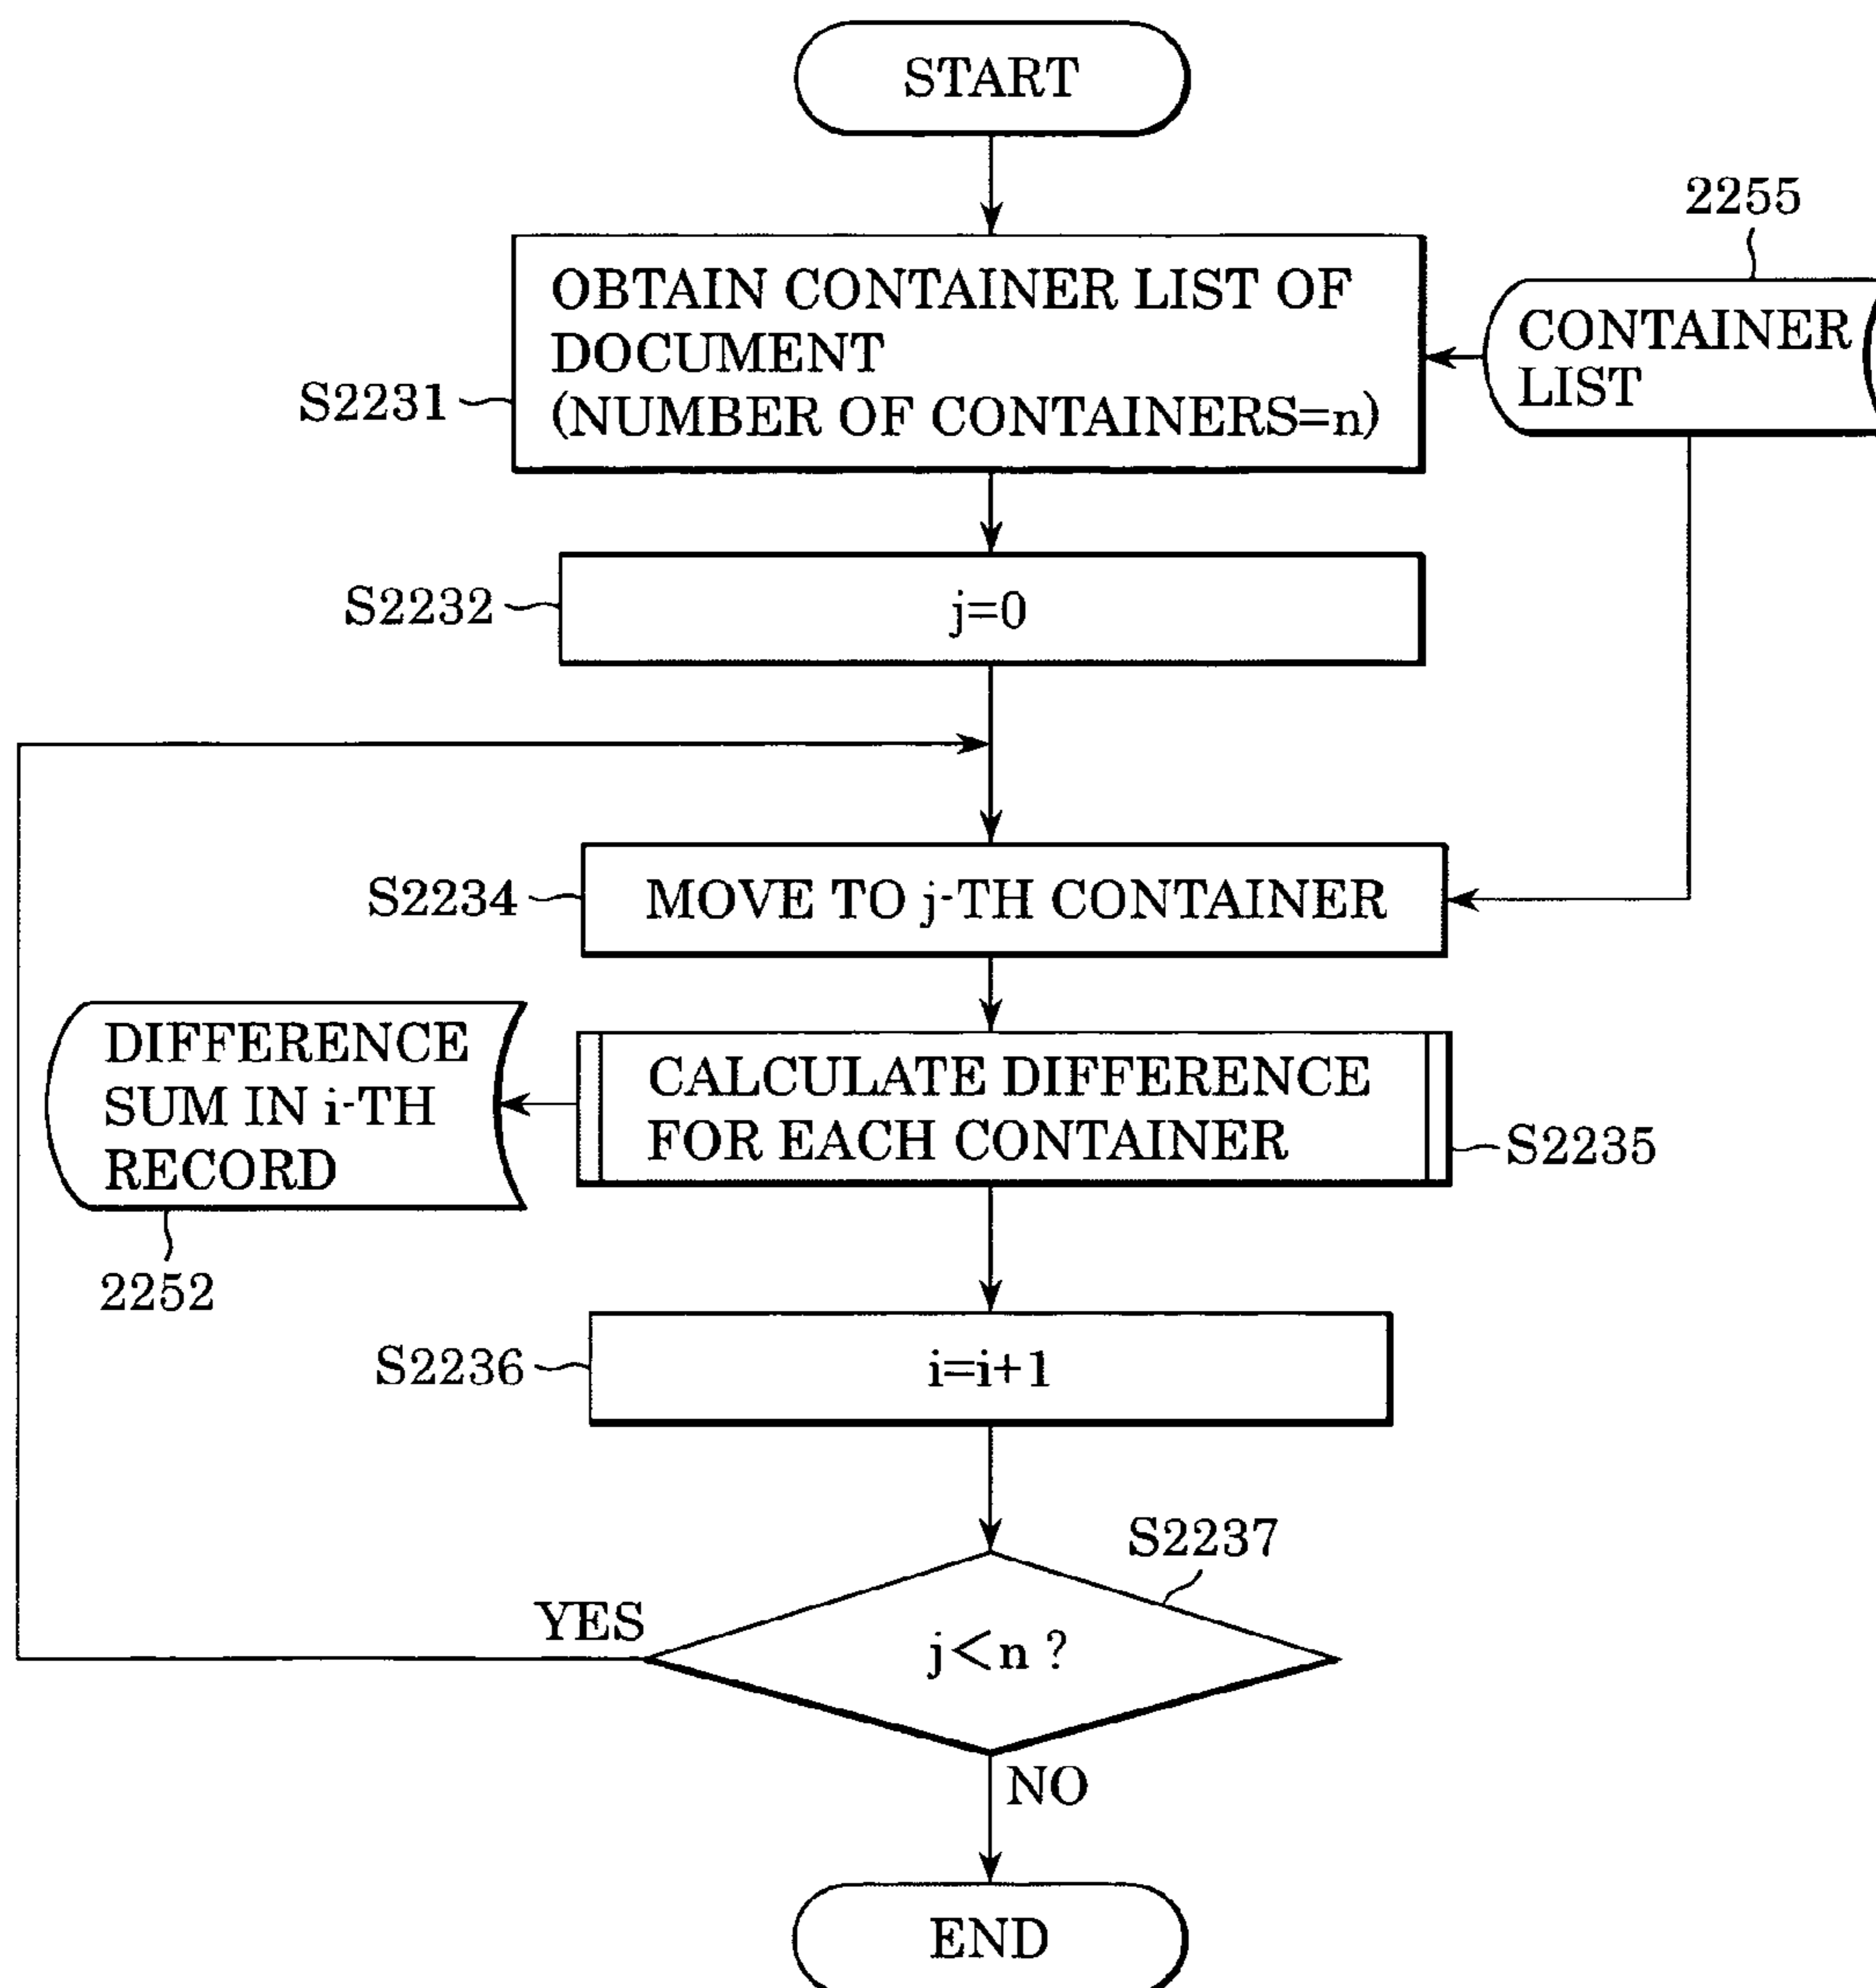 START
2255
OBTAIN CONTAINER LIST OF
DOCUMENT
(NUMBER OF CONTAINERS=n)
S2231
CONTAINER
LIST
S2232
j=0
S2234
MOVE TO j-TH CONTAINER
DIFFERENCE
SUM IN i-TH
RECORD
2252
CALCULATE DIFFERENCE
FOR EACH CONTAINER
S2235
S2236
i=i+1
S2237
YES
j<n ?
NO
END